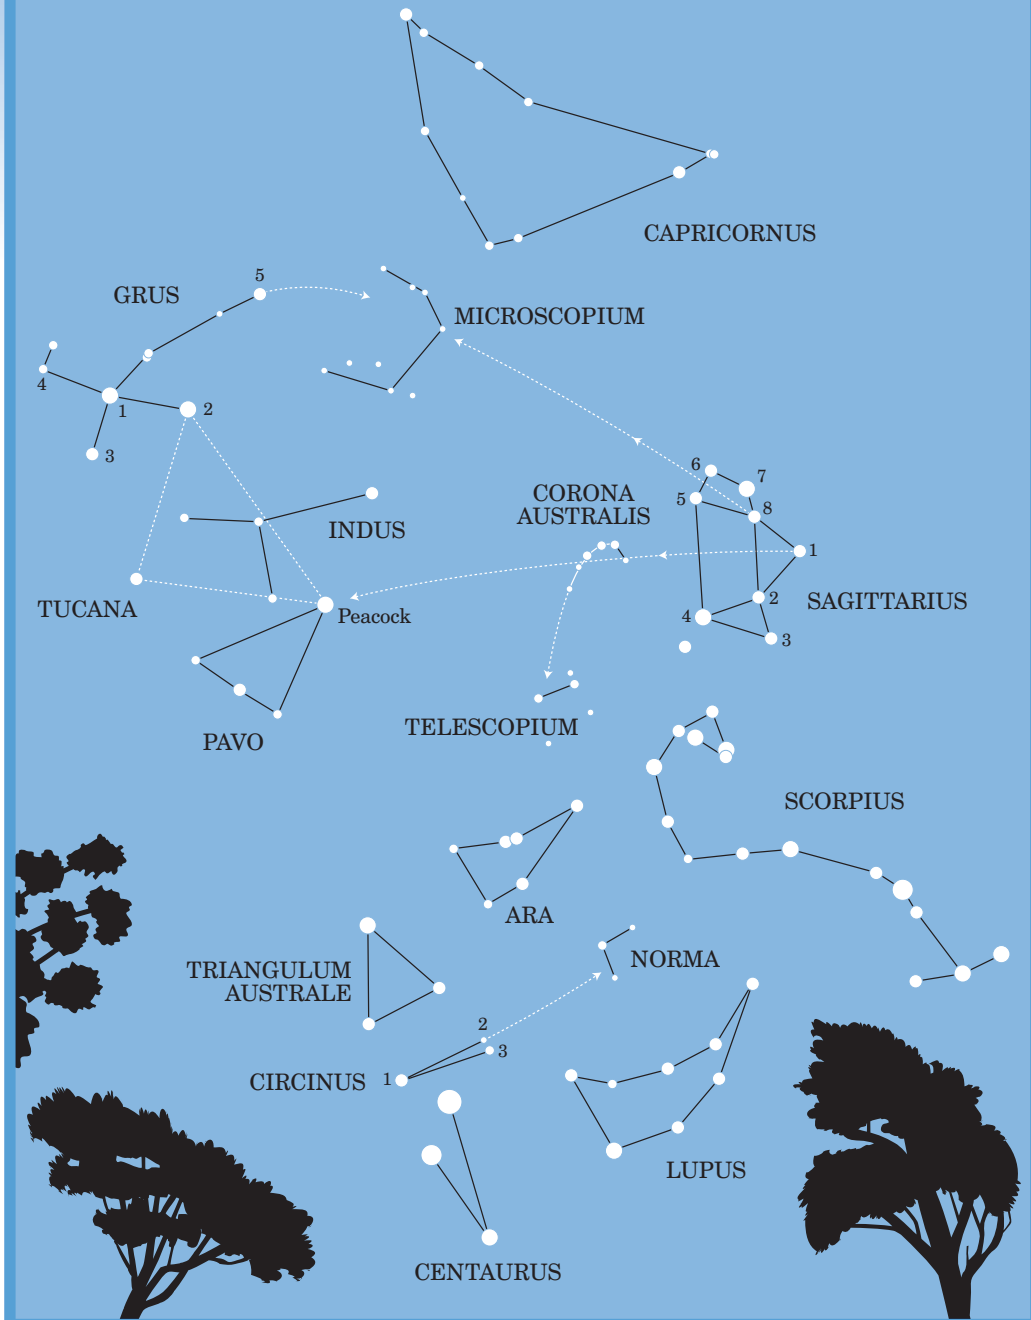 CAPRICORNUS
5
GRUS
MICROSCOPIUM
4
1
2
3
6
7
5
8
CORONA
AUSTRALIS
1
INDUS
2
SAGITTARIUS
TUCANA
Peacock
4
3
TELESCOPIUM
PAVO
SCORPIUS
ARA
NORMA
TRIANGULUM
AUSTRALE
2
3
CIRCINUS 1
LUPUS
CENTAURUS